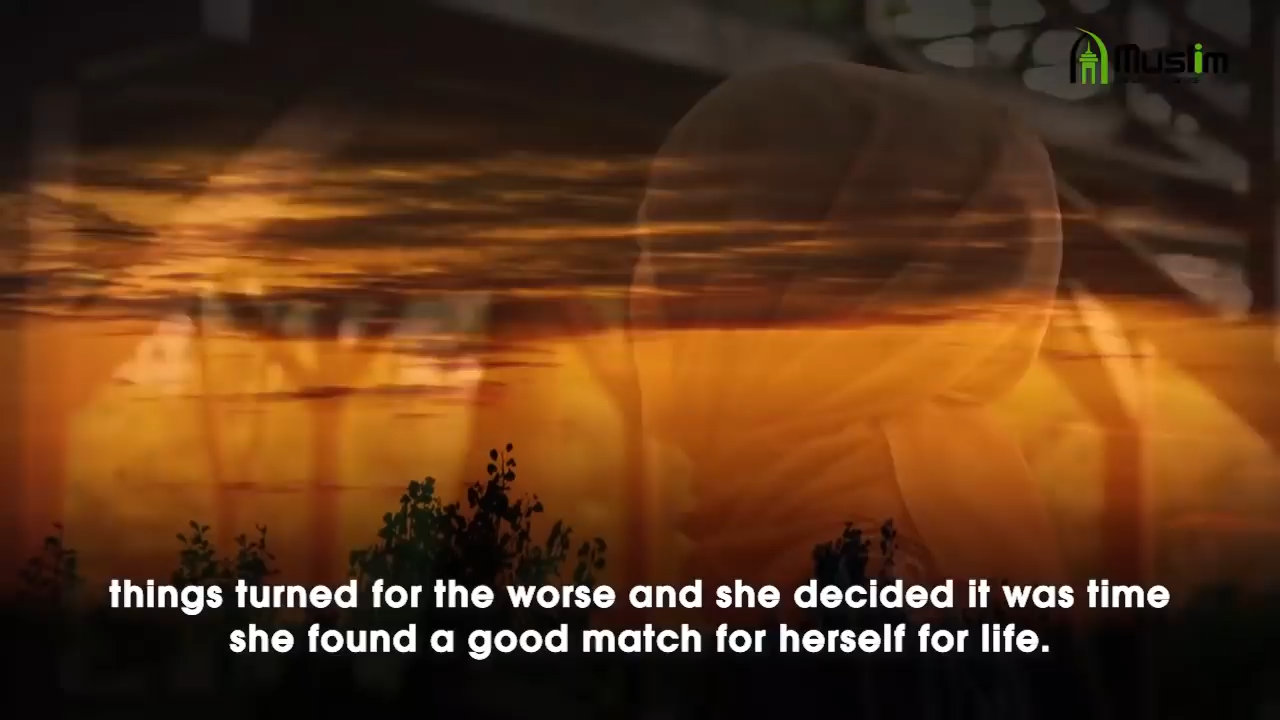 Muslim
things turned for the worse and she decided it was time
she found a good match for herself for life.